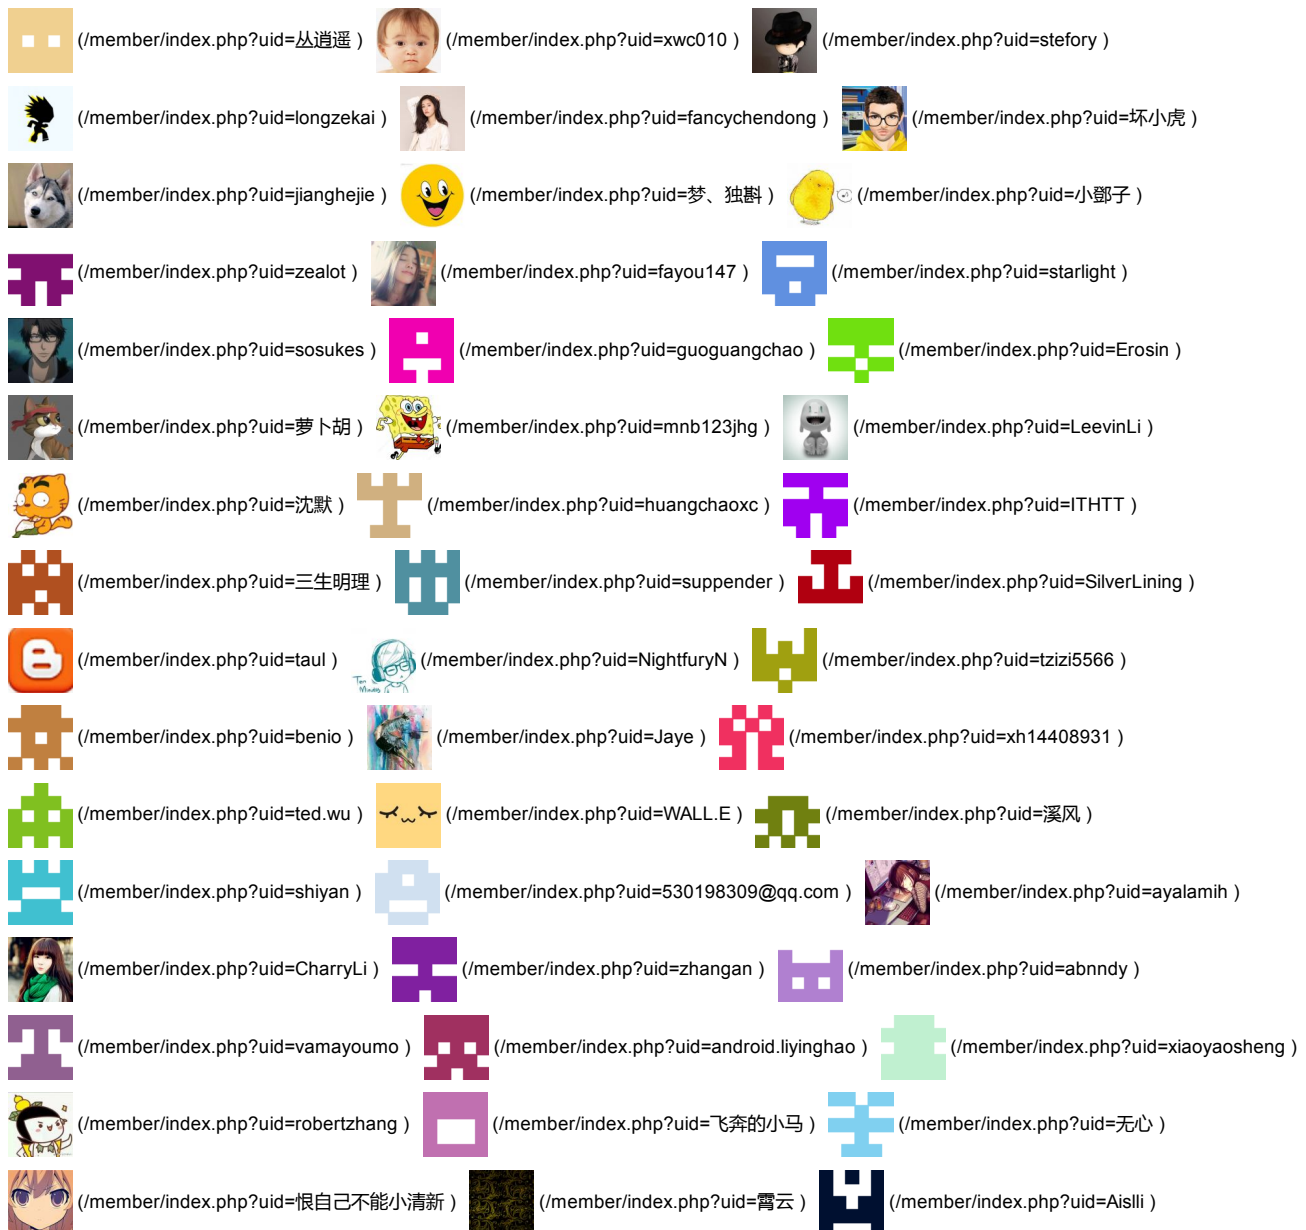 (/member/index.php?uid=丛逍遥 ) (/member/index.php?uid=xwc010 ) (/member/index.php?uid=stefory )
(/member/index.php?uid=longzekai ) (/member/index.php?uid=fancychendong ) (/member/index.php?uid=坏小虎 )
(/member/index.php?uid=jianghejie ) (/member/index.php?uid=梦、独斟 ) (/member/index.php?uid=小鄧子 )
(/member/index.php?uid=zealot ) (/member/index.php?uid=fayou147 ) (/member/index.php?uid=starlight )
(/member/index.php?uid=sosukes ) (/member/index.php?uid=guoguangchao ) (/member/index.php?uid=Erosin )
(/member/index.php?uid=萝卜胡 ) (/member/index.php?uid=mnb123jhg ) (/member/index.php?uid=LeevinLi )
(/member/index.php?uid=沈默 ) (/member/index.php?uid=huangchaoxc ) (/member/index.php?uid=ITHTT )
(/member/index.php?uid=三生明理 ) (/member/index.php?uid=suppender ) (/member/index.php?uid=SilverLining )
(/member/index.php?uid=taul ) Ten Minutes (/member/index.php?uid=NightfuryN ) (/member/index.php?uid=tzizi5566 )
(/member/index.php?uid=benio ) (/member/index.php?uid=Jaye ) (/member/index.php?uid=xh14408931 )
(/member/index.php?uid=ted.wu ) (/member/index.php?uid=WALL.E ) (/member/index.php?uid=溪风 )
(/member/index.php?uid=shiyan ) (/member/index.php?uid=530198309@qq.com ) (/member/index.php?uid=ayalamih )
(/member/index.php?uid=CharryLi ) (/member/index.php?uid=zhangan ) (/member/index.php?uid=abnndy )
(/member/index.php?uid=vamayoumo ) (/member/index.php?uid=android.liyinghao ) (/member/index.php?uid=xiaoyaosheng )
(/member/index.php?uid=robertzhang ) (/member/index.php?uid=飞奔的小马 ) (/member/index.php?uid=无心 )
(/member/index.php?uid=恨自己不能小清新 ) (/member/index.php?uid=霄云 ) (/member/index.php?uid=Aislli )